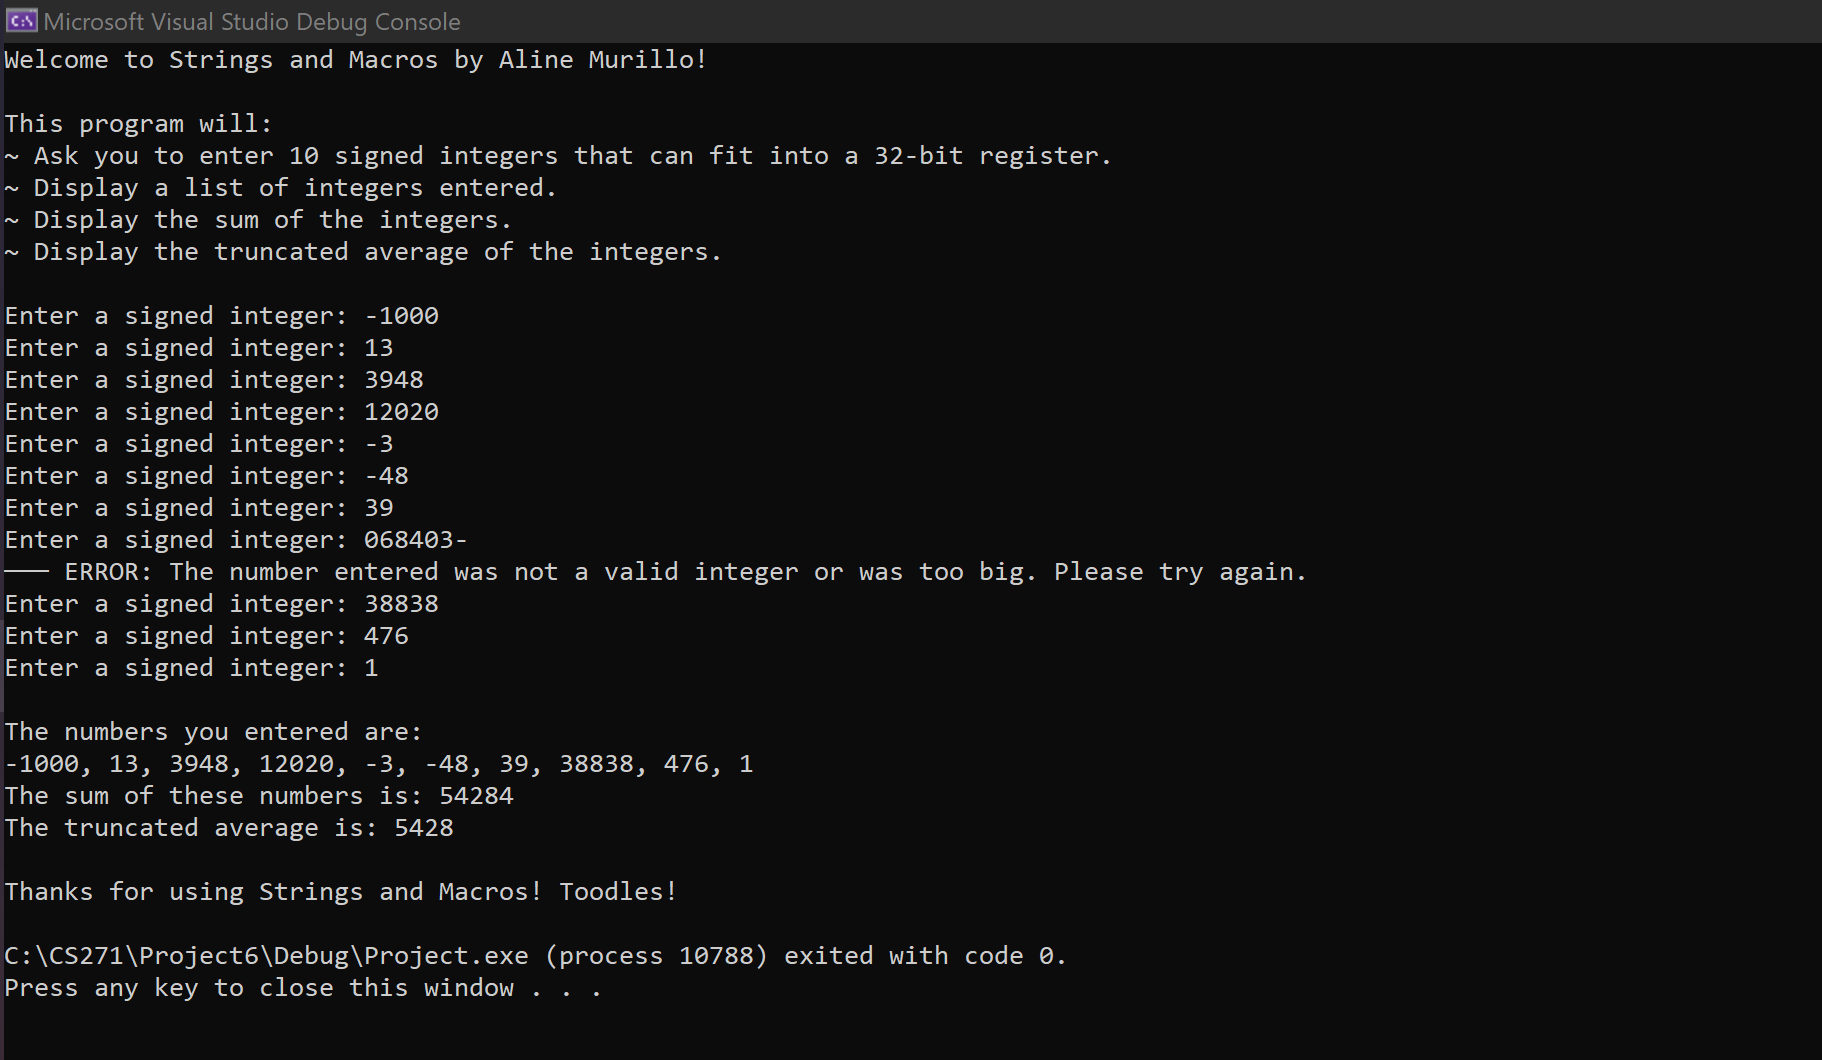 C:\ Microsoft Visual Studio Debug Console
Welcome to Strings and Macros by Aline Murillo!
This program will:
~ Ask you to enter 10 signed integers that can fit into a 32-bit register.
~ Display a list of integers entered.
~ Display the sum of the integers.
~ Display the truncated average of the integers.
Enter a signed integer: -1000
Enter a signed integer: 13
Enter a signed integer: 3948
Enter a signed integer: 12020
Enter a signed integer: -3
Enter a signed integer: -48
Enter a signed integer: 39
Enter a signed integer: 068403-
─── ERROR: The number entered was not a valid integer or was too big. Please try again.
Enter a signed integer: 38838
Enter a signed integer: 476
Enter a signed integer: 1
The numbers you entered are:
-1000, 13, 3948, 12020, -3, -48, 39, 38838, 476, 1
The sum of these numbers is: 54284
The truncated average is: 5428
Thanks for using Strings and Macros! Toodles!
C:\CS271\Project6\Debug\Project.exe (process 10788) exited with code 0.
Press any key to close this window . . .